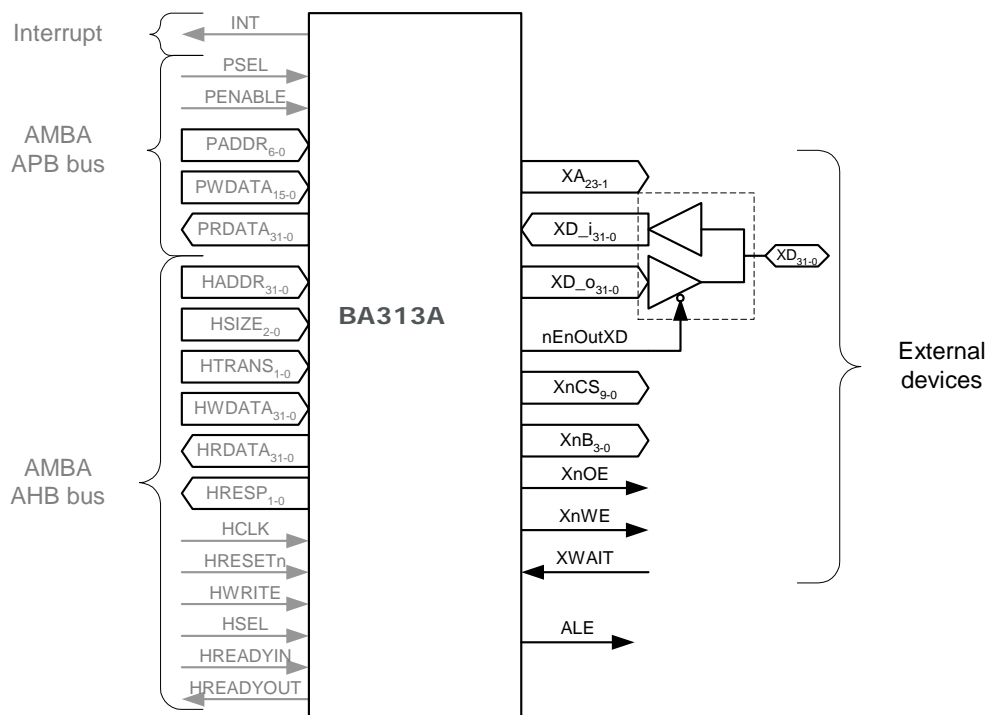 Interrupt
INT
PSEL
PENABLE
AMBA
APB bus
PADDR6-0
PWDATA15-0
PRDATA31-0
HADDR31-0
HSIZE2-0
HTRANS1-0
HWDATA31-0
HRDATA31-0
AMBA
AHB bus
HRESP1-0
HCLK
HRESETn
HWRITE
HSEL
HREADYIN
HREADYOUT
BA313A
XA23-1
XD_i31-0
XD31-0
XD_o31-0
nEnOutXD
XnCS9-0
XnB3-0
XnOE
XnWE
XWAIT
ALE
External
devices